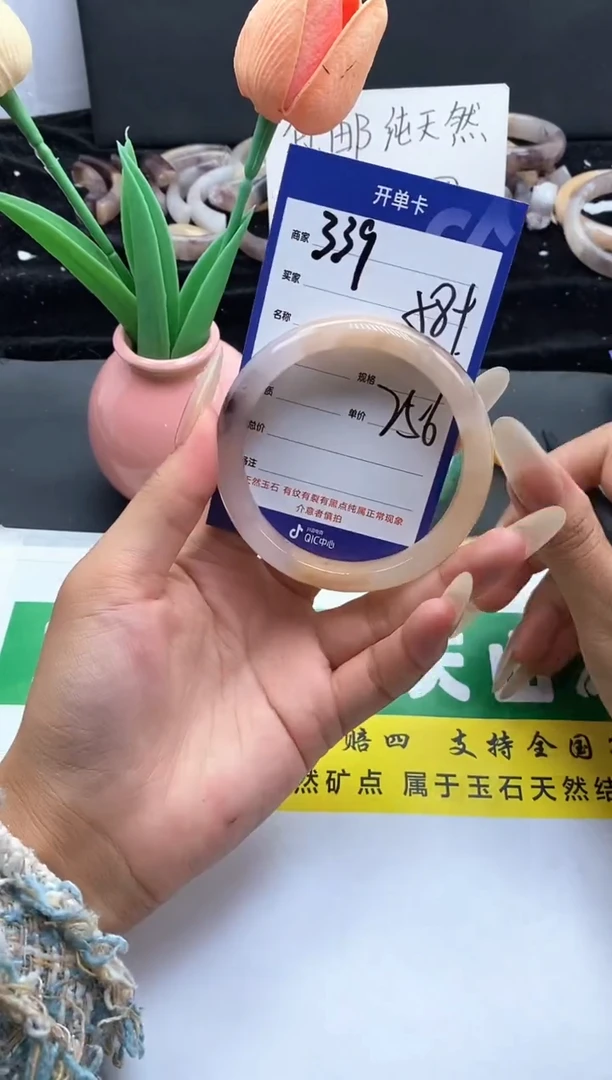 包邮纯天然
开单卡
商家 339
买家
名称
规格
质
单价 756
总价
备注
天然玉石 有纹有裂有黑点纯属正常现象
介意者慎拍
QIC中心
赔四 支持全国
然矿点 属于玉石天然结